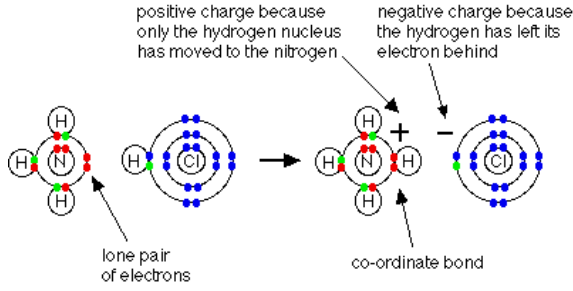 positive charge because
only the hydrogen nucleus
has moved to the nitrogen
negative charge because
the hydrogen has left its
electron behind
H
H
+
−
H
N
H
Cl
H
N
H
Cl
H
H
lone pair
of electrons
co-ordinate bond